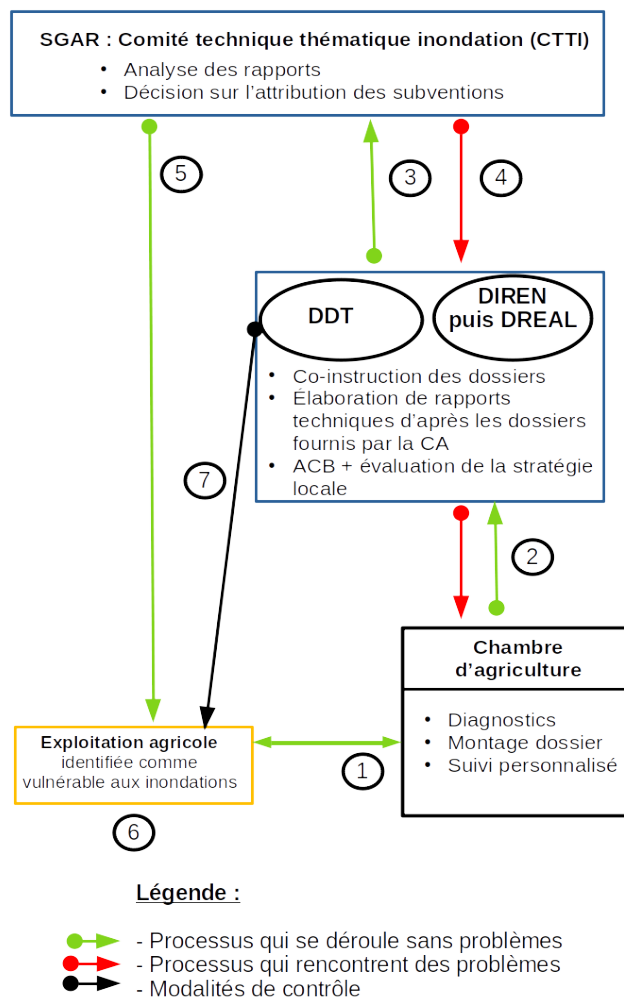 SGAR : Comité technique thématique inondation (CTTI)
• Analyse des rapports
• Décision sur l'attribution des subventions
5
3
4
DDT
DIREN
puis DREAL
• Co-instruction des dossiers
• Élaboration de rapports
techniques d'après les dossiers
fournis par la CA
• ACB + évaluation de la stratégie
locale
7
2
Chambre
d'agriculture
• Diagnostics
• Montage dossier
• Suivi personnalisé
Exploitation agricole
identifiée comme
vulnérable aux inondations
1
6
Légende :
- Processus qui se déroule sans problèmes
- Processus qui rencontrent des problèmes
- Modalités de contrôle